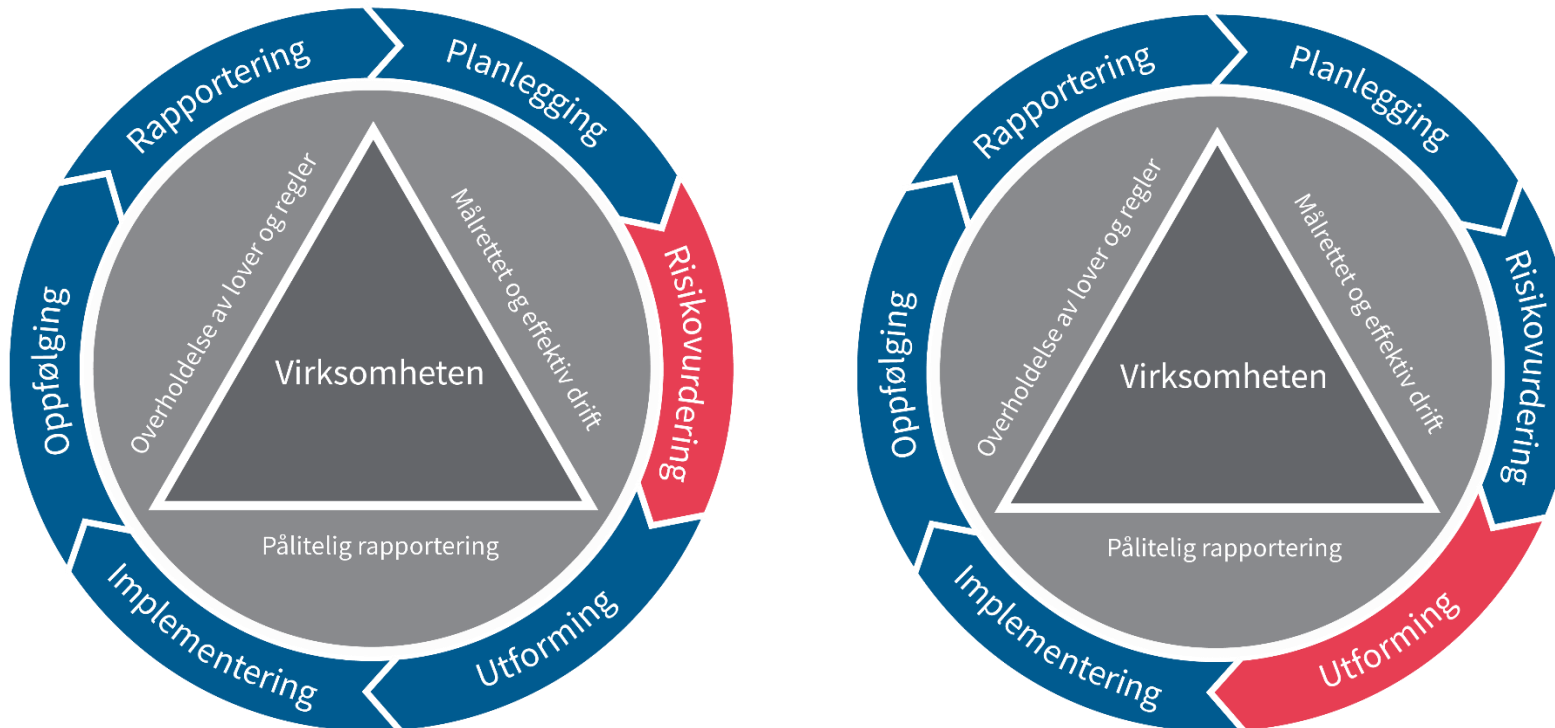 Rapportering
Planlegging
Risikovurdering
Utforming
Implementering
Oppfølging
Overholdelse av lover og regler
Målrettet og effektiv drift
Pålitelig rapportering
Virksomheten
Rapportering
Planlegging
Risikovurdering
Utforming
Implementering
Oppfølging
Overholdelse av lover og regler
Målrettet og effektiv drift
Pålitelig rapportering
Virksomheten